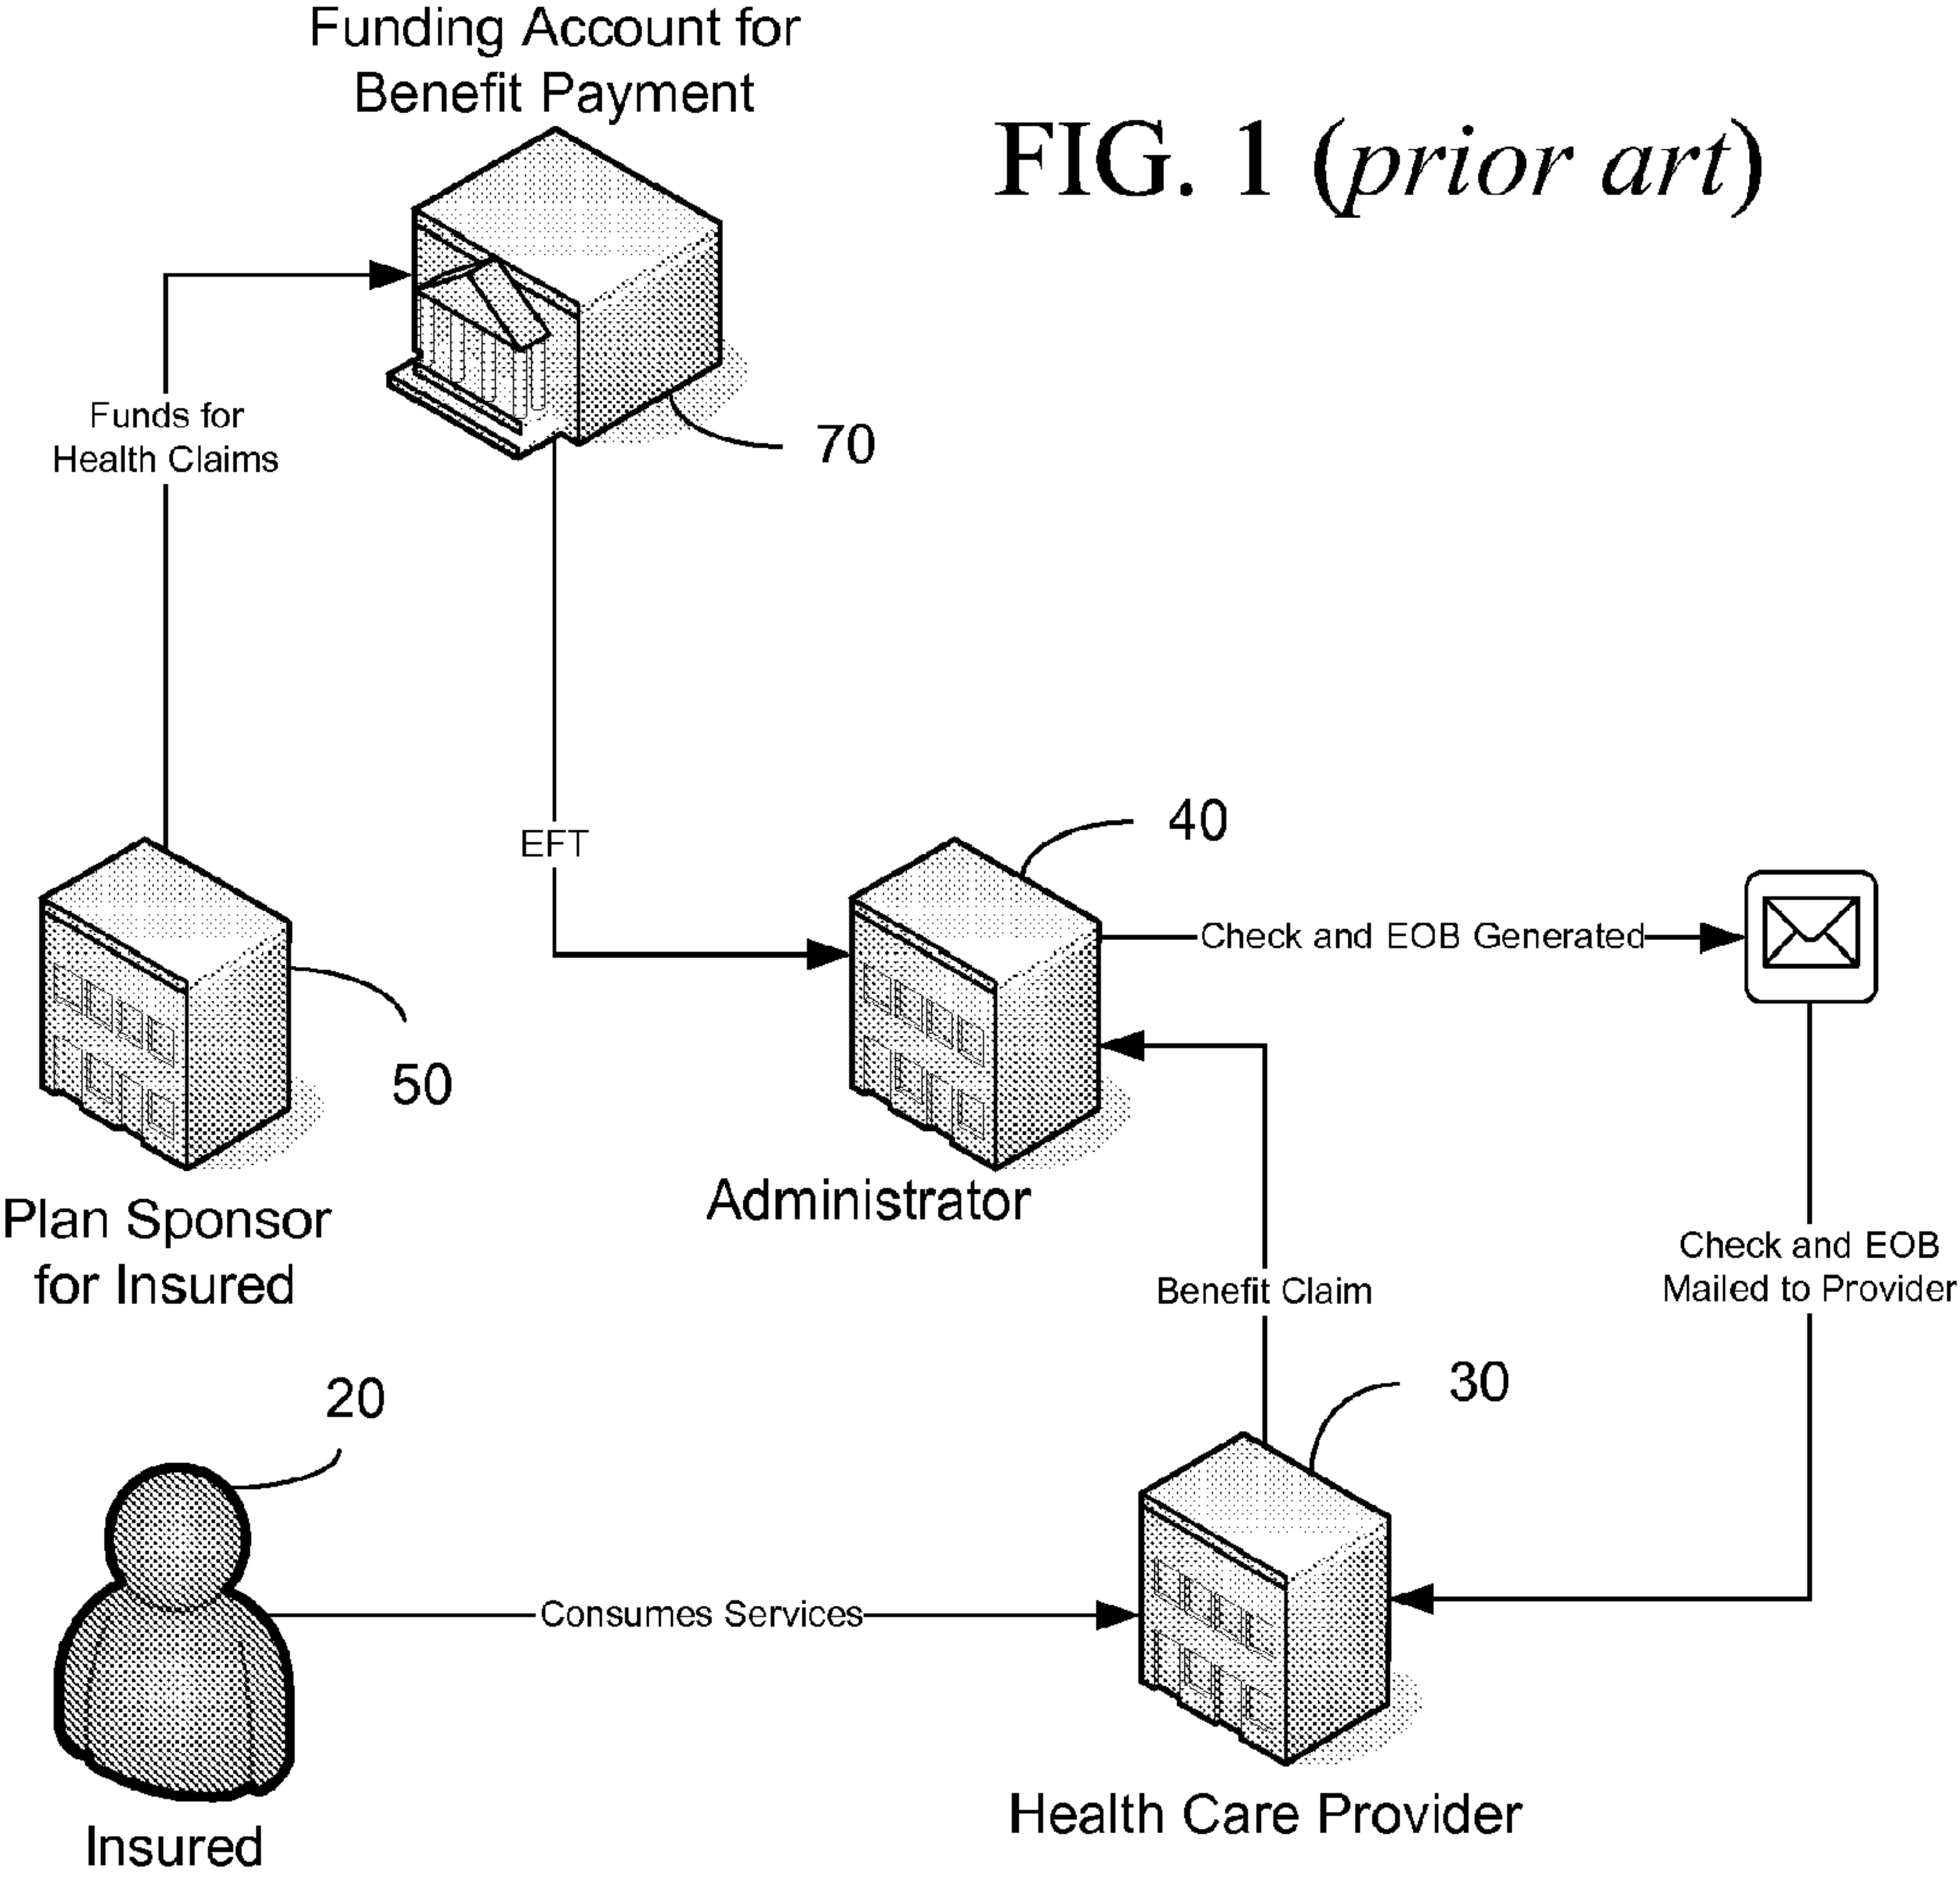 Funding Account for
Benefit Payment
FIG. 1 (prior art)
Funds for
Health Claims
70
EFT
40
Check and EOB Generated
50
Administrator
Plan Sponsor
for Insured
Check and EOB
Mailed to Provider
Benefit Claim
30
20
Consumes Services
Health Care Provider
Insured